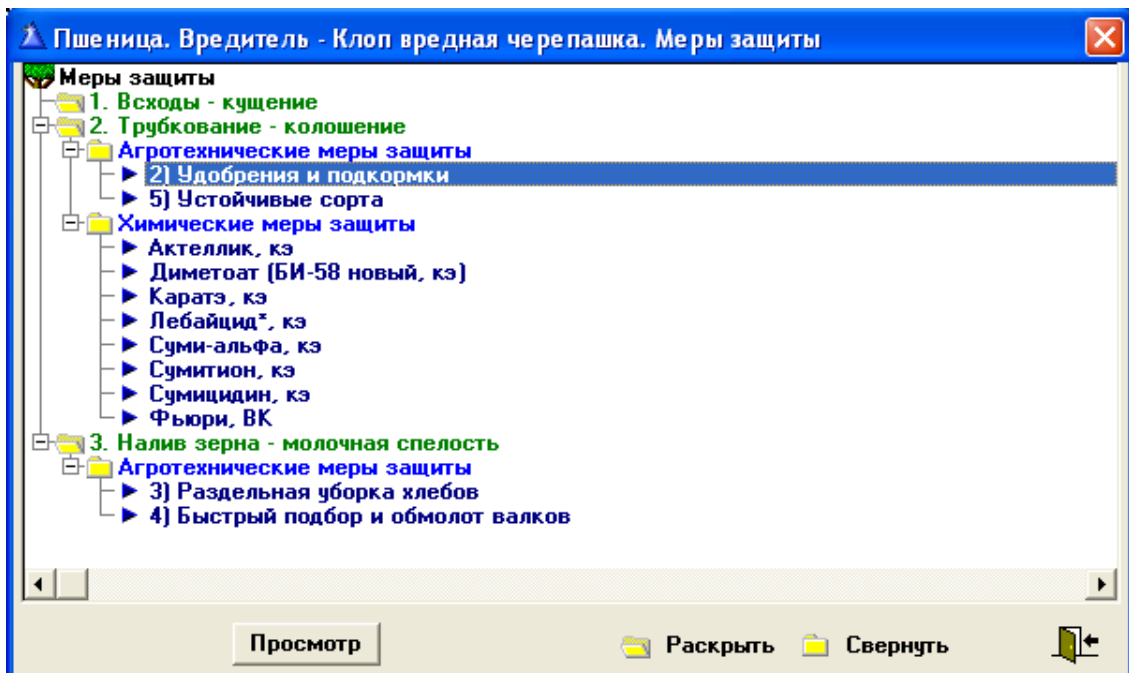 Пшеница. Вредитель - Клоп вредная черепашка. Меры защиты
Меры защиты
1. Всходы - кущение
2. Трубкование - колошение
Агротехнические меры защиты
2) Удобрения и подкормки
5) Устойчивые сорта
Химические меры защиты
Актеллик, кэ
Диметоат (БИ-58 новый, кэ)
Каратэ, кэ
Лебайцид*, кэ
Суми-альфа, кэ
Сумитион, кэ
Сумицидин, кэ
Фьюри, ВК
3. Налив зерна - молочная спелость
Агротехнические меры защиты
3) Раздельная уборка хлебов
4) Быстрый подбор и обмолот валков
Просмотр Раскрыть Свернуть